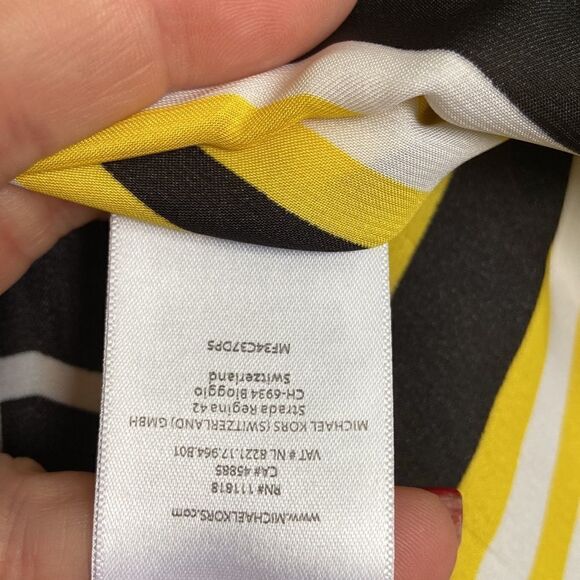 WWW.MICHAELKORS.com
RN# 111818
CA# 45885
VAT # NL 8221.17.964.B01
MICHAEL KORS (SWITZERLAND) GMBH
Strada Regina 42
CH-6934 Bioggio
Switzerland
MF34C37DP5